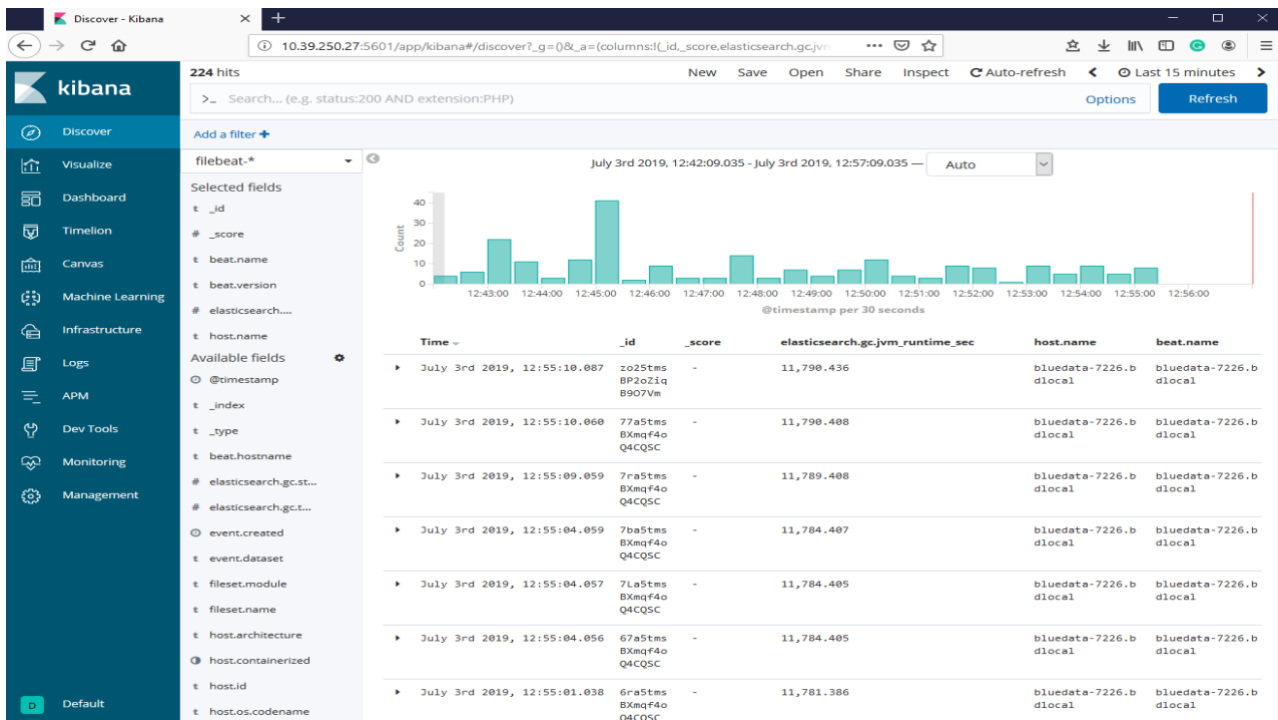 Discover - Kibana
10.39.250.27:5601/app/kibana#/discover?_g=()&_a=(columns:!(_id,_score,elasticsearch.gc.jvm
kibana
Discover
Visualize
Dashboard
Timelion
Canvas
Machine Learning
Infrastructure
Logs
APM
Dev Tools
Monitoring
Management
D Default
224 hits
New Save Open Share Inspect Auto-refresh Last 15 minutes
>_ Search... (e.g. status:200 AND extension:PHP) Options Refresh
Add a filter +
filebeat-*
Selected fields
t _id
# _score
t beat.name
t beat.version
# elasticsearch....
t host.name
Available fields
@timestamp
t _index
t _type
t beat.hostname
# elasticsearch.gc.st...
# elasticsearch.gc.t...
event.created
t event.dataset
t fileset.module
t fileset.name
t host.architecture
host.containerized
t host.id
t host.os.codename
July 3rd 2019, 12:42:09.035 - July 3rd 2019, 12:57:09.035 — Auto
Count
40
30
20
10
0
12:43:00 12:44:00 12:45:00 12:46:00 12:47:00 12:48:00 12:49:00 12:50:00 12:51:00 12:52:00 12:53:00 12:54:00 12:55:00 12:56:00
@timestamp per 30 seconds
Time _id _score elasticsearch.gc.jvm_runtime_sec host.name beat.name
July 3rd 2019, 12:55:10.087 zo25tms - 11,790.436 bluedata-7226.b bluedata-7226.b
BP2oZiq dlocal dlocal
B9O7Vm
July 3rd 2019, 12:55:10.060 77a5tms - 11,790.408 bluedata-7226.b bluedata-7226.b
BXmqf4o dlocal dlocal
Q4CQSC
July 3rd 2019, 12:55:09.059 7ra5tms - 11,789.408 bluedata-7226.b bluedata-7226.b
BXmqf4o dlocal dlocal
Q4CQSC
July 3rd 2019, 12:55:04.059 7ba5tms - 11,784.407 bluedata-7226.b bluedata-7226.b
BXmqf4o dlocal dlocal
Q4CQSC
July 3rd 2019, 12:55:04.057 7La5tms - 11,784.405 bluedata-7226.b bluedata-7226.b
BXmqf4o dlocal dlocal
Q4CQSC
July 3rd 2019, 12:55:04.056 67a5tms - 11,784.405 bluedata-7226.b bluedata-7226.b
BXmqf4o dlocal dlocal
Q4CQSC
July 3rd 2019, 12:55:01.038 6ra5tms - 11,781.386 bluedata-7226.b bluedata-7226.b
BXmqf4o dlocal dlocal
Q4CQSC